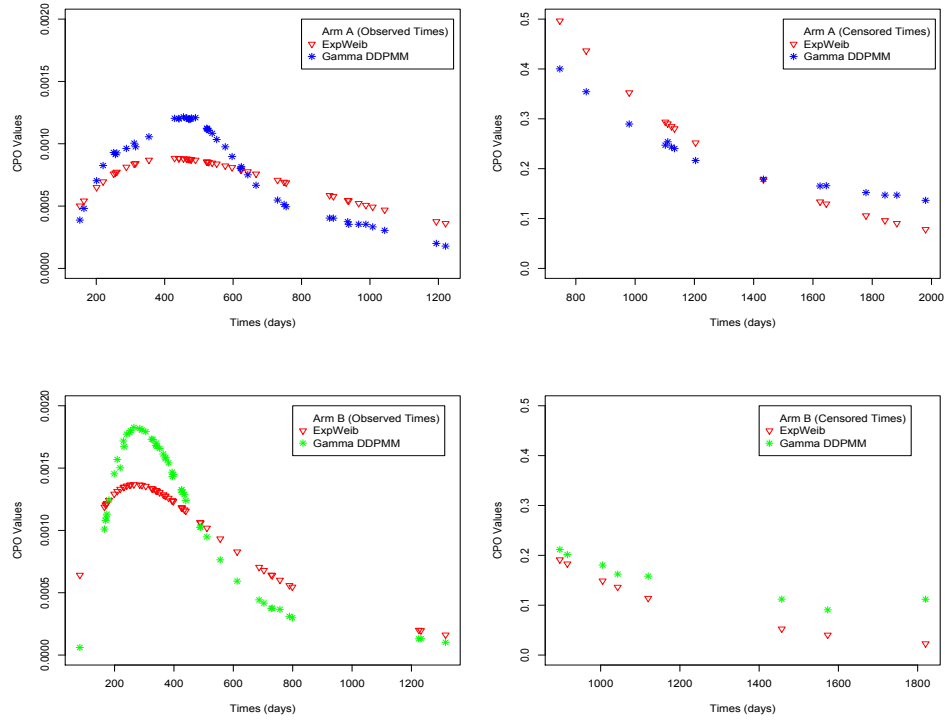 Arm A (Observed Times)
ExpWeib
Gamma DDPMM
CPO Values
0.0000
0.0005
0.0010
0.0015
0.0020
200
400
600
800
1000
1200
Times (days)
Arm A (Censored Times)
ExpWeib
Gamma DDPMM
CPO Values
0.0
0.1
0.2
0.3
0.4
0.5
800
1000
1200
1400
1600
1800
2000
Times (days)
Arm B (Observed Times)
ExpWeib
Gamma DDPMM
CPO Values
0.0000
0.0005
0.0010
0.0015
0.0020
200
400
600
800
1000
1200
Times (days)
Arm B (Censored Times)
ExpWeib
Gamma DDPMM
CPO Values
0.0
0.1
0.2
0.3
0.4
0.5
1000
1200
1400
1600
1800
Times (days)